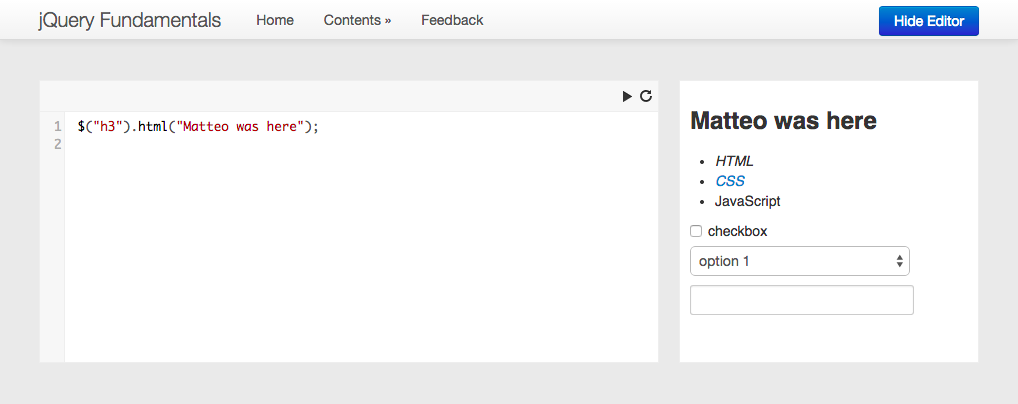 jQuery Fundamentals Home Contents » Feedback Hide Editor
1 $("h3").html("Matteo was here");
2
Matteo was here
• HTML
• CSS
• JavaScript
checkbox
option 1